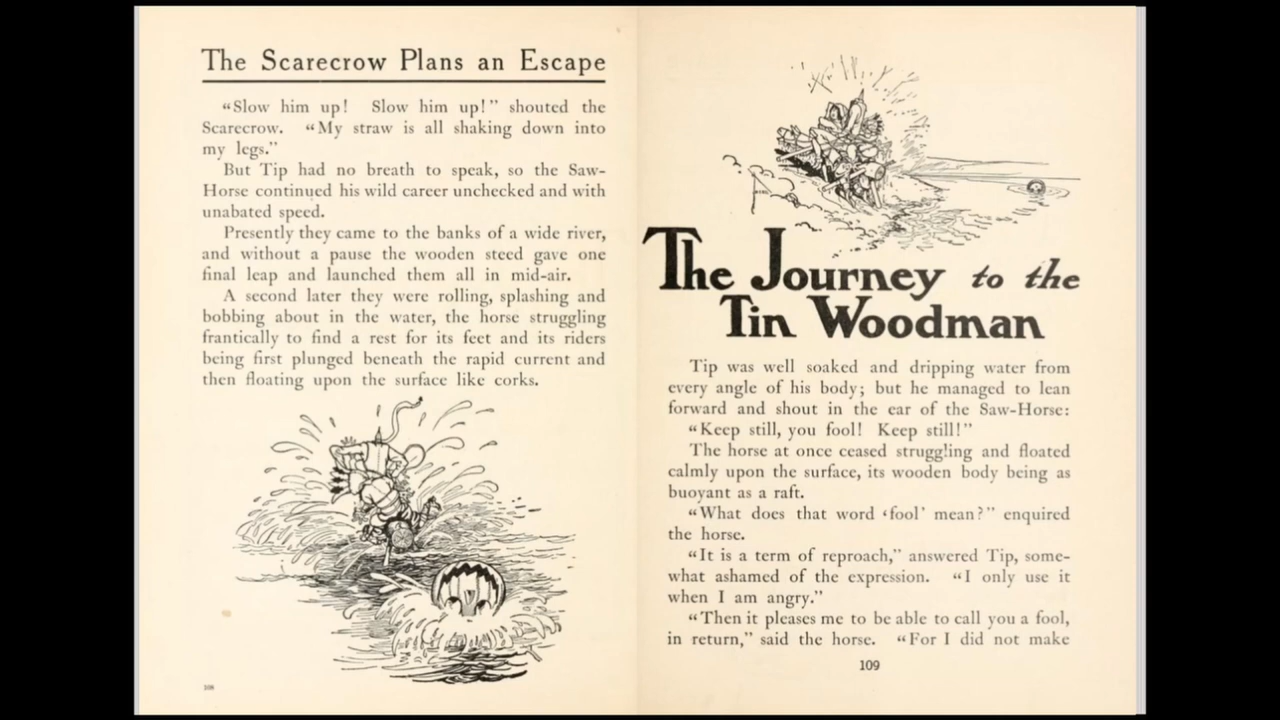 The Scarecrow Plans an Escape
“Slow him up! Slow him up!” shouted the
Scarecrow. “My straw is all shaking down into
my legs.”
But Tip had no breath to speak, so the Saw-
Horse continued his wild career unchecked and with
unabated speed.
Presently they came to the banks of a wide river,
and without a pause the wooden steed gave one
final leap and launched them all in mid-air.
A second later they were rolling, splashing and
bobbing about in the water, the horse struggling
frantically to find a rest for its feet and its riders
being first plunged beneath the rapid current and
then floating upon the surface like corks.
108
The Journey to the
Tin Woodman
Tip was well soaked and dripping water from
every angle of his body; but he managed to lean
forward and shout in the ear of the Saw-Horse:
“Keep still, you fool! Keep still!”
The horse at once ceased struggling and floated
calmly upon the surface, its wooden body being as
buoyant as a raft.
“What does that word ‘fool’ mean?” enquired
the horse.
“It is a term of reproach,” answered Tip, some-
what ashamed of the expression. “I only use it
when I am angry.”
“Then it pleases me to be able to call you a fool,
in return,” said the horse. “For I did not make
109